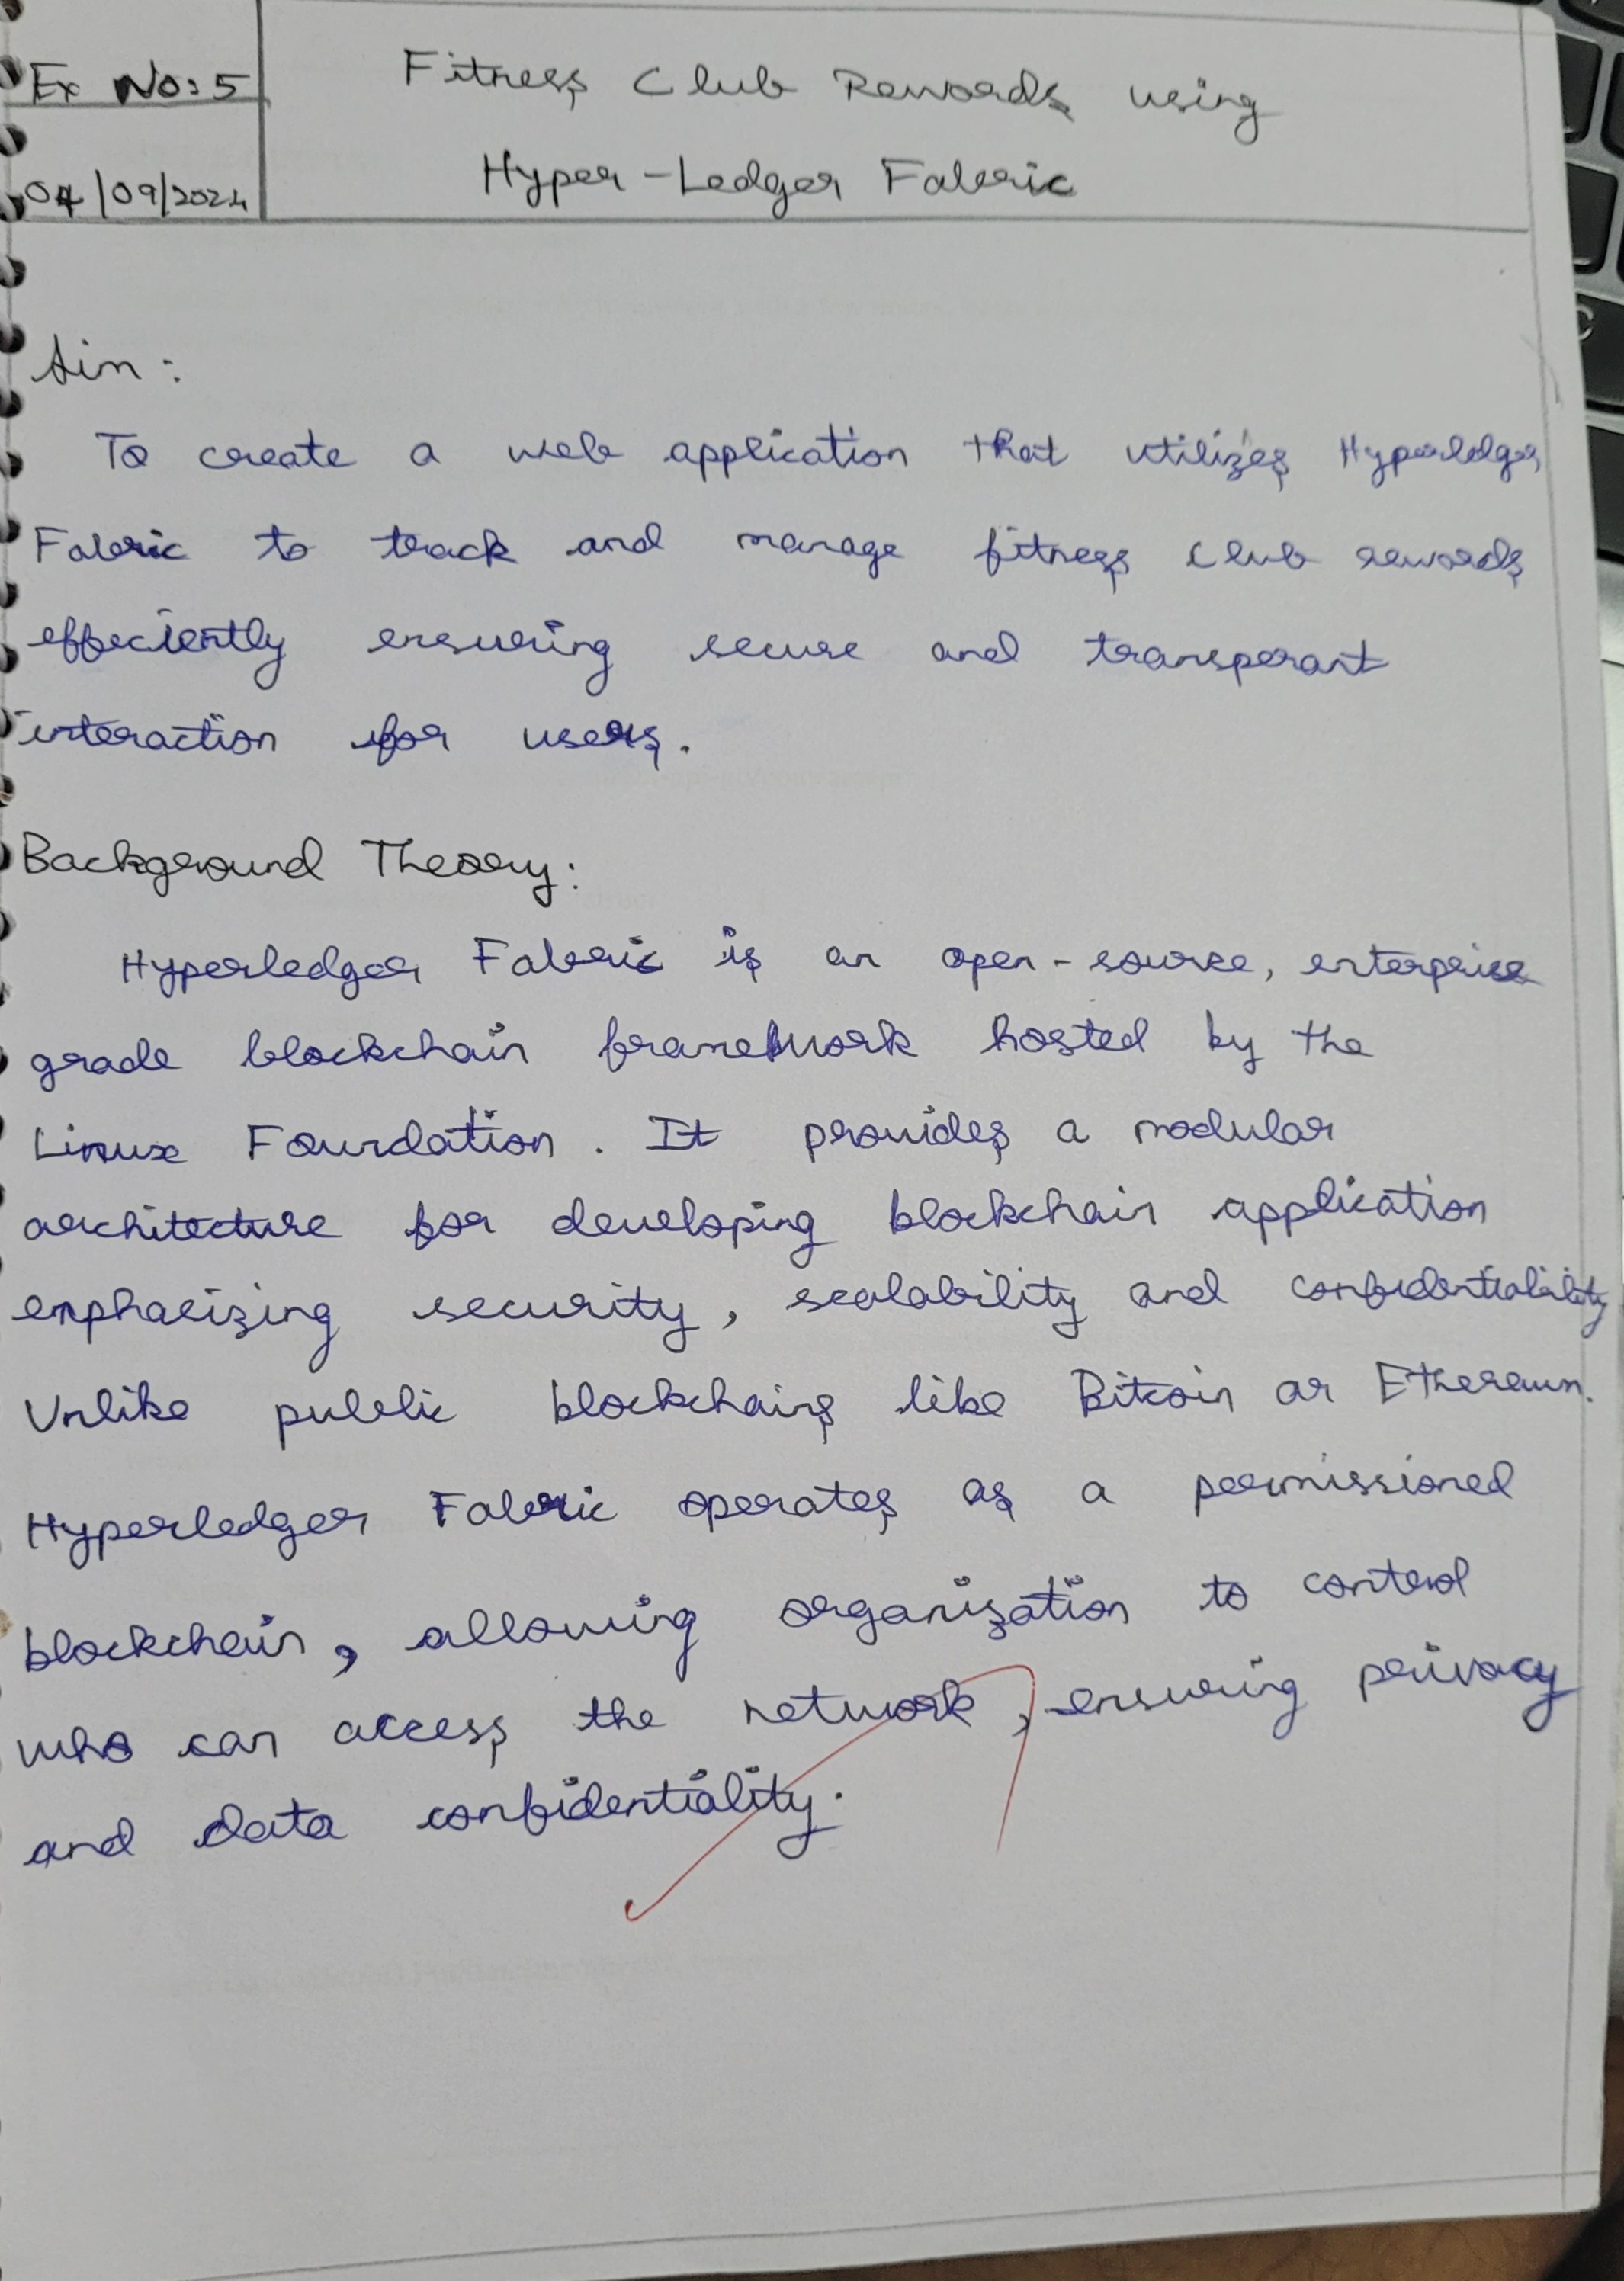 Ex No: 5
Fitness Club Rewards using
Hyper-Ledger Fabric
04/09/2024
Aim:
To create a web application that utilizes Hyperledger
Fabric to track and manage fitness club rewards
effeciently ensuring secure and transperant
interaction for users.
Background Theory:
Hyperledger Fabric is an open-source, enterprise
grade blockchain framework hosted by the
Linux Foundation. It provides a modular
architecture for developing blockchain application
emphasizing security, scalability and confidentiality
Unlike public blockchains like Bitcoin or Ethereum.
Hyperledger Fabric operates as a permissioned
blockchain, allowing organization to control
who can access the network, ensuring privacy
and data confidentiality.